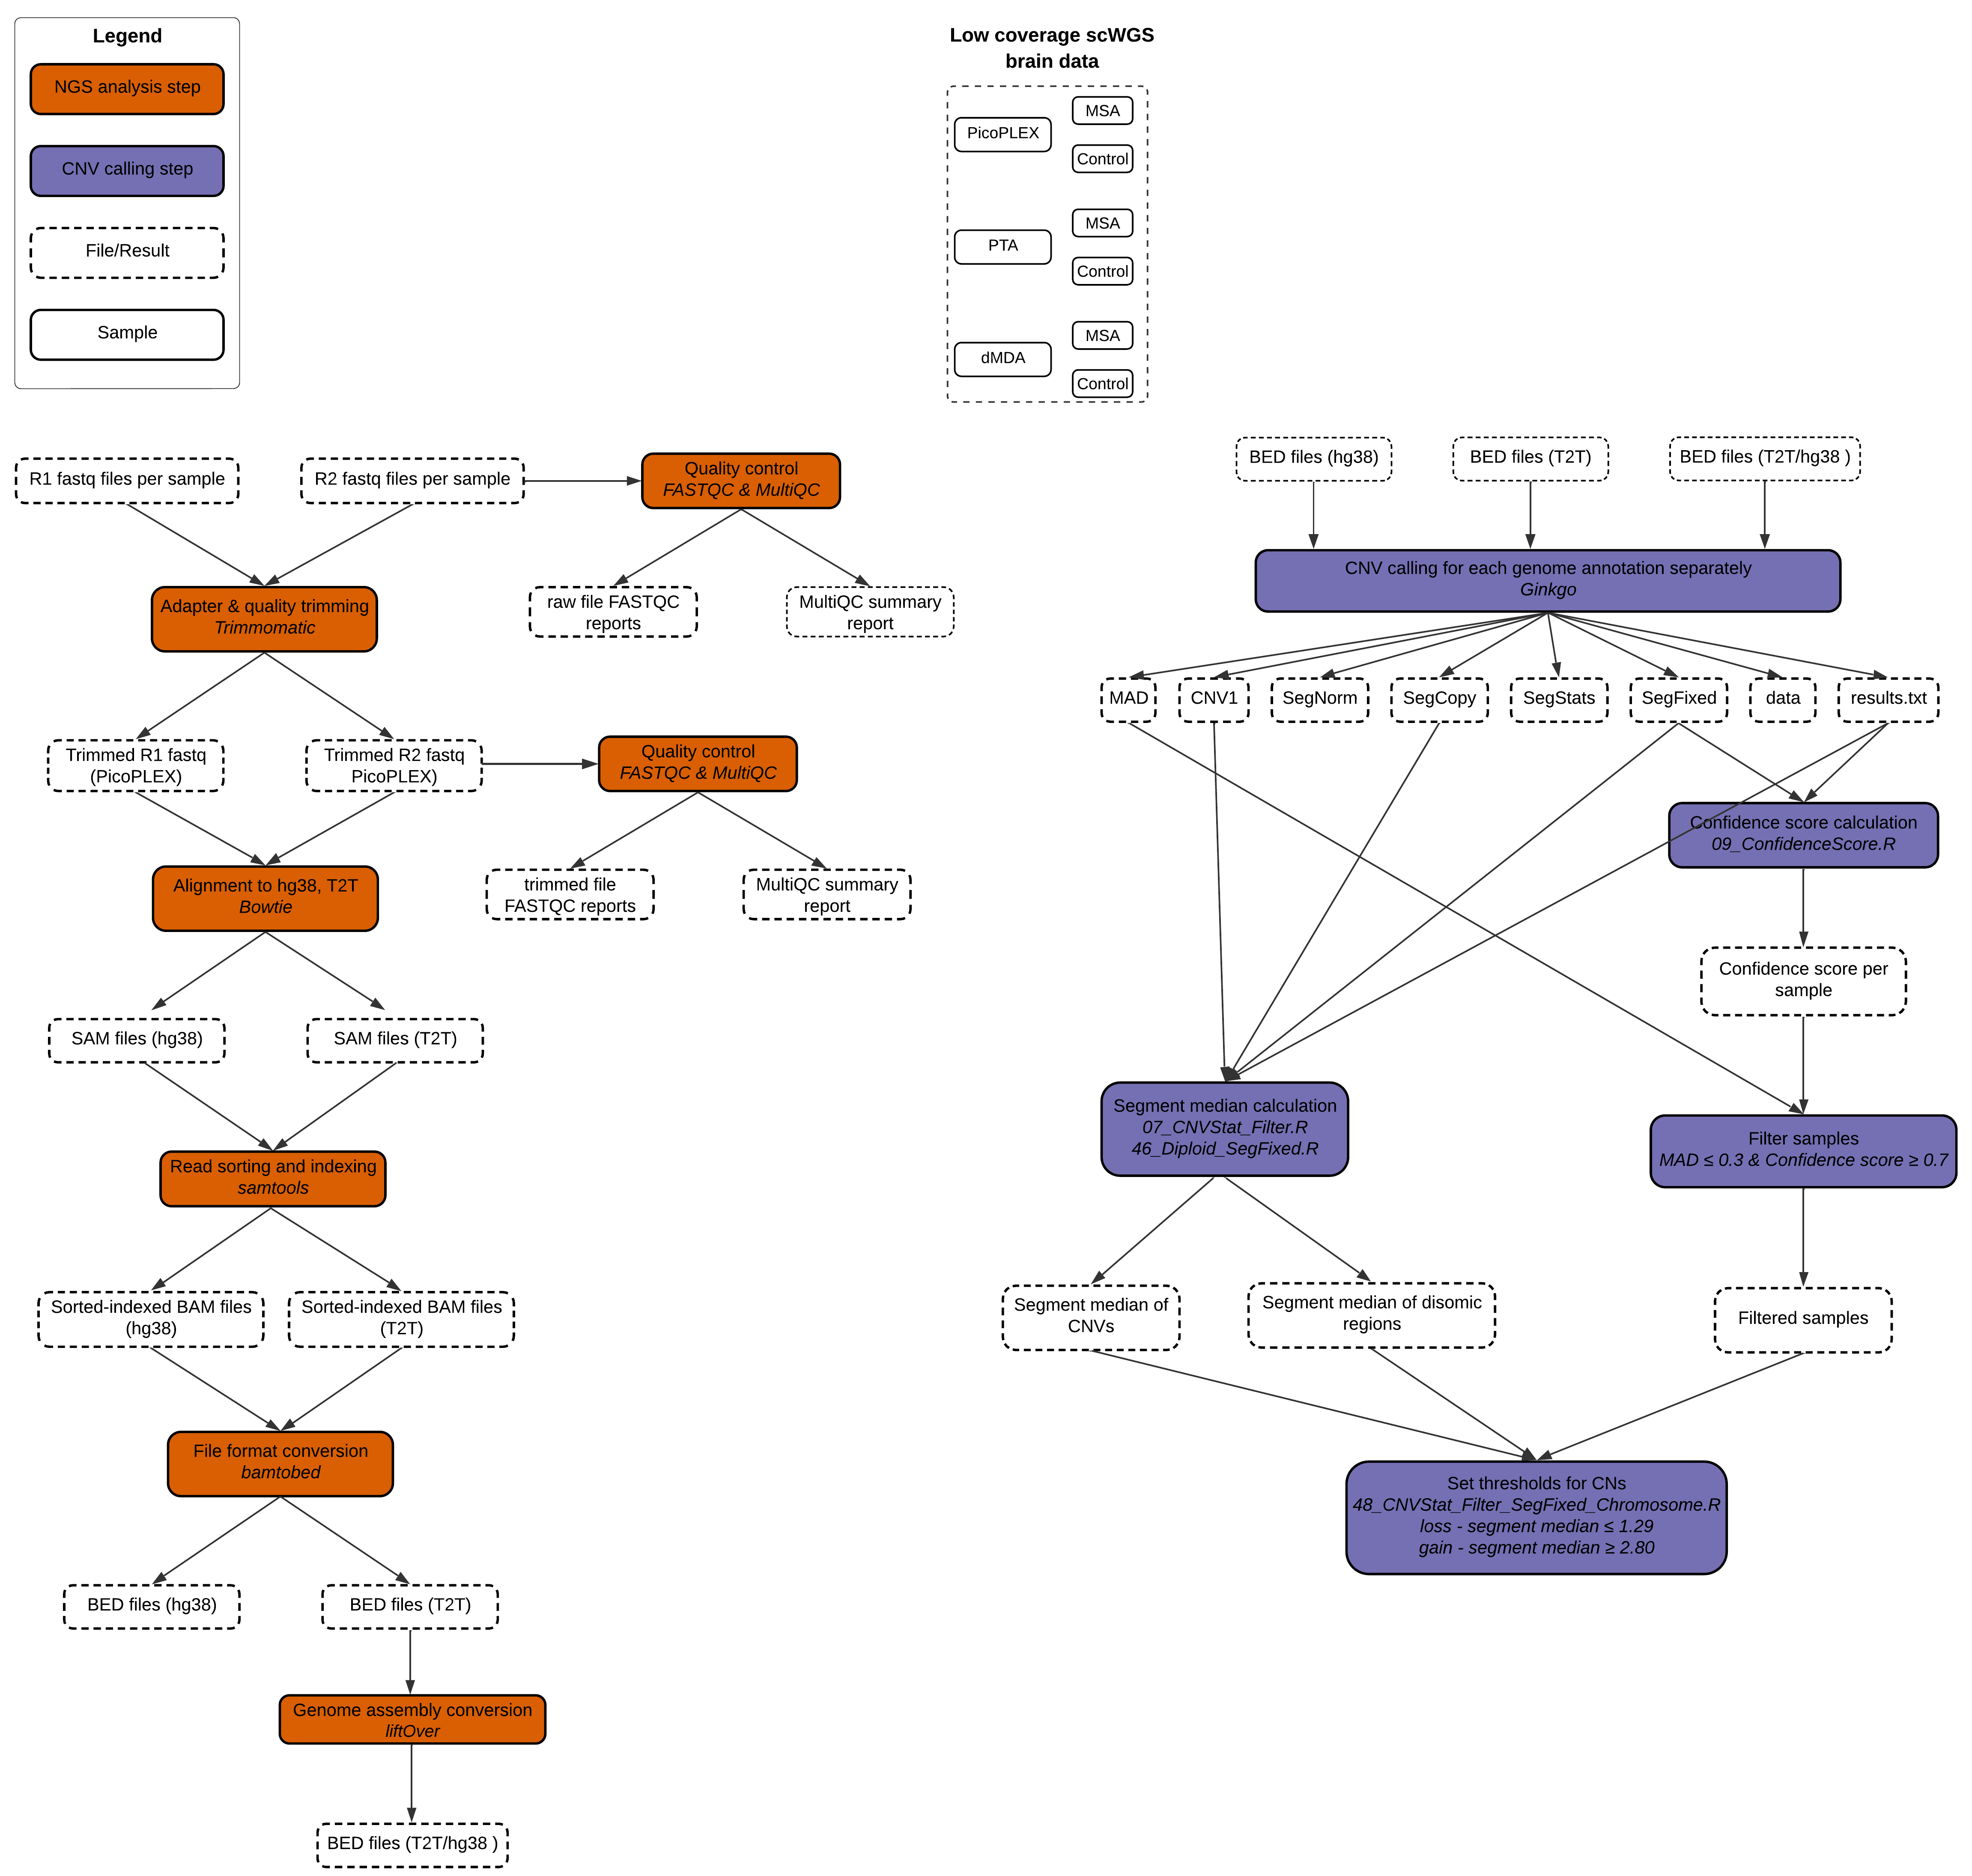 Legend
NGS analysis step
CNV calling step
File/Result
Sample
Low coverage scWGS
brain data
PicoPLEX
MSA
Control
PTA
MSA
Control
dMDA
MSA
Control
R1 fastq files per sample
R2 fastq files per sample
Quality control
FASTQC & MultiQC
raw file FASTQC
reports
MultiQC summary
report
Adapter & quality trimming
Trimmomatic
Trimmed R1 fastq
(PicoPLEX)
Trimmed R2 fastq
PicoPLEX)
Quality control
FASTQC & MultiQC
trimmed file
FASTQC reports
MultiQC summary
report
Alignment to hg38, T2T
Bowtie
SAM files (hg38)
SAM files (T2T)
Read sorting and indexing
samtools
Sorted-indexed BAM files
(hg38)
Sorted-indexed BAM files
(T2T)
File format conversion
bamtobed
BED files (hg38)
BED files (T2T)
Genome assembly conversion
liftOver
BED files (T2T/hg38 )
BED files (hg38)
BED files (T2T)
BED files (T2T/hg38 )
CNV calling for each genome annotation separately
Ginkgo
MAD
CNV1
SegNorm
SegCopy
SegStats
SegFixed
data
results.txt
Confidence score calculation
09_ConfidenceScore.R
Confidence score per
sample
Segment median calculation
07_CNVStat_Filter.R
46_Diploid_SegFixed.R
Filter samples
MAD ≤ 0.3 & Confidence score ≥ 0.7
Segment median of
CNVs
Segment median of disomic
regions
Filtered samples
Set thresholds for CNs
48_CNVStat_Filter_SegFixed_Chromosome.R
loss - segment median ≤ 1.29
gain - segment median ≥ 2.80